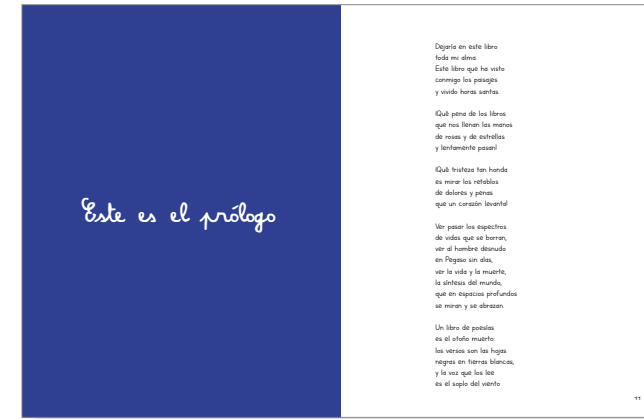 Este es el prólogo
Dejaría en este libro
toda mi alma.
Este libro que ha visto
conmigo los paisajes
y vivido horas santas.
¡Qué pena de los libros
que nos llenan las manos
de rosas y de estrellas
y lentamente pasan!
¡Qué tristeza tan honda
es mirar los retablos
de dolores y penas
que un corazón levanta!
Ver pasar los espectros
de vidas que se borran,
ver al hombre desnudo
en Pegaso sin alas,
ver la vida y la muerte,
la síntesis del mundo,
que en espacios profundos
se miran y se abrazan.
Un libro de poesías
es el otoño muerto:
los versos son las hojas
negras en tierras blancas,
y la voz que los lee
es el soplo del viento